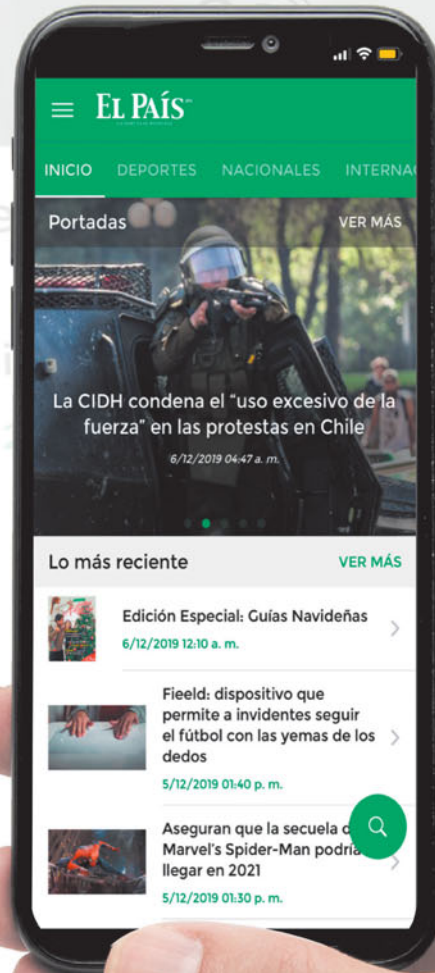 EL PAÍS
INICIO DEPORTES NACIONALES INTERNA
Portadas VER MÁS
La CIDH condena el “uso excesivo de la
fuerza” en las protestas en Chile
6/12/2019 04:47 a. m.
Lo más reciente VER MÁS
Edición Especial: Guías Navideñas
6/12/2019 12:10 a. m.
Fieeld: dispositivo que
permite a invidentes seguir
el fútbol con las yemas de los
dedos
5/12/2019 01:40 p. m.
Aseguran que la secuela d
Marvel's Spider-Man podría
llegar en 2021
5/12/2019 01:30 p. m.